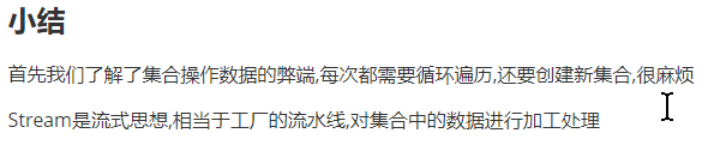 小结
首先我们了解了集合操作数据的弊端,每次都需要循环遍历,还要创建新集合,很麻烦
Stream是流式思想,相当于工厂的流水线,对集合中的数据进行加工处理